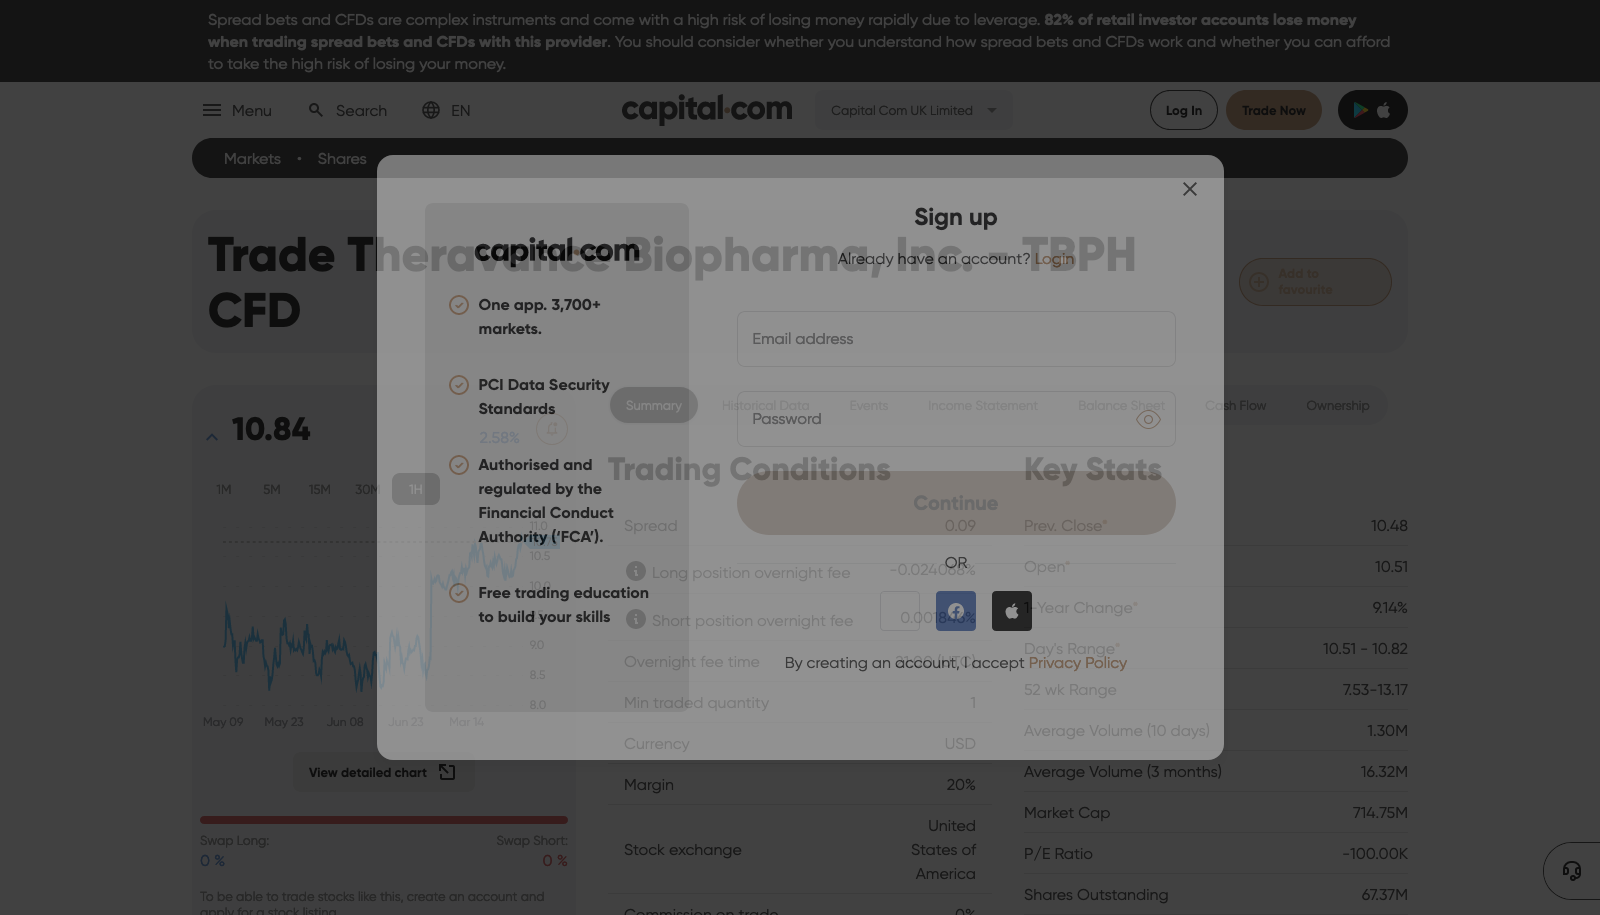 Spread bets and CFDs are complex instruments and come with a high risk of losing money rapidly due to leverage. 82% of retail investor accounts lose money
when trading spread bets and CFDs with this provider. You should consider whether you understand how spread bets and CFDs work and whether you can afford
to take the high risk of losing your money.
Menu
Search
EN
capital.com
Capital Com UK Limited
Log In
Trade Now
Markets • Shares
Trade Theravance Biopharma, Inc. - TBPH
CFD
Add to
favourite
Sign up
Already have an account? Login
capital.com
One app. 3,700+
markets.
PCI Data Security
Standards
Authorised and
regulated by the
Financial Conduct
Authority (‘FCA’).
Free trading education
to build your skills
Email address
Password
Continue
OR
By creating an account, I accept Privacy Policy
10.84
2.58%
1M 5M 15M 30M 1H
11.0
10.5
10.0
9.0
8.5
8.0
May 09 May 23 Jun 08 Jun 23 Mar 14
View detailed chart
Swap Long:
0 %
Swap Short:
0 %
To be able to trade stocks like this, create an account and
apply for a stock listing
Summary Historical Data Events Income Statement Balance Sheet Cash Flow Ownership
Trading Conditions
Spread 0.09
Long position overnight fee
Short position overnight fee
Overnight fee time
Min traded quantity 1
Currency USD
Margin 20%
Stock exchange United
States of
America
Commission on trade 0%
Key Stats
Prev. Close* 10.48
Open* 10.51
1-Year Change* 9.14%
Day's Range* 10.51 - 10.82
52 wk Range 7.53-13.17
Average Volume (10 days) 1.30M
Average Volume (3 months) 16.32M
Market Cap 714.75M
P/E Ratio -100.00K
Shares Outstanding 67.37M